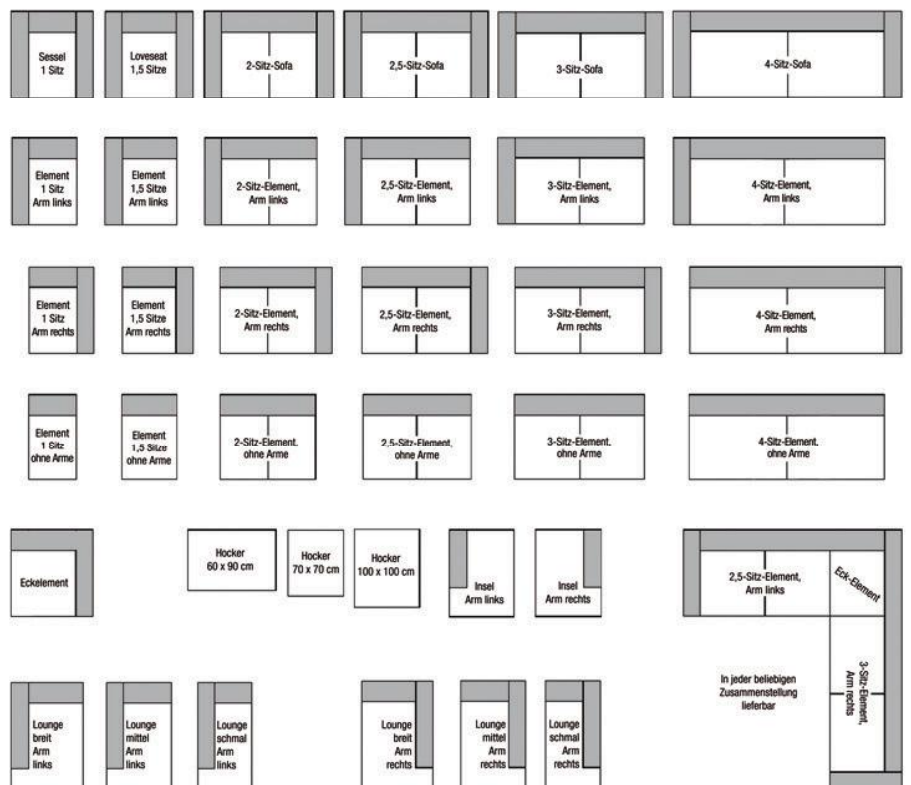 Sessel
1 Sitz
Loveseat
1,5 Sitze
2-Sitz-Sofa
2,5-Sitz-Sofa
3-Sitz-Sofa
4-Sitz-Sofa
Element
1 Sitz
Arm links
Element
1,5 Sitze
Arm links
2-Sitz-Element,
Arm links
2,5-Sitz-Element,
Arm links
3-Sitz-Element,
Arm links
4-Sitz-Element,
Arm links
Element
1 Sitz
Arm rechts
Element
1,5 Sitze
Arm rechts
2-Sitz-Element,
Arm rechts
2,5-Sitz-Element,
Arm rechts
3-Sitz-Element,
Arm rechts
4-Sitz-Element,
Arm rechts
Element
1 Sitz
ohne Arme
Element
1,5 Sitze
ohne Arme
2-Sitz-Element,
ohne Arme
2,5-Sitz-Element,
ohne Arme
3-Sitz-Element,
ohne Arme
4-Sitz-Element,
ohne Arme
Eckelement
Hocker
60 x 90 cm
Hocker
70 x 70 cm
Hocker
100 x 100 cm
Insel
Arm links
Insel
Arm rechts
2,5-Sitz-Element,
Arm links
Eck-Element
3-Sitz-Element,
Arm rechts
In jeder beliebigen
Zusammenstellung
lieferbar
Lounge
breit
Arm
links
Lounge
mittel
Arm
links
Lounge
schmal
Arm
links
Lounge
breit
Arm
rechts
Lounge
mittel
Arm
rechts
Lounge
schmal
Arm
rechts